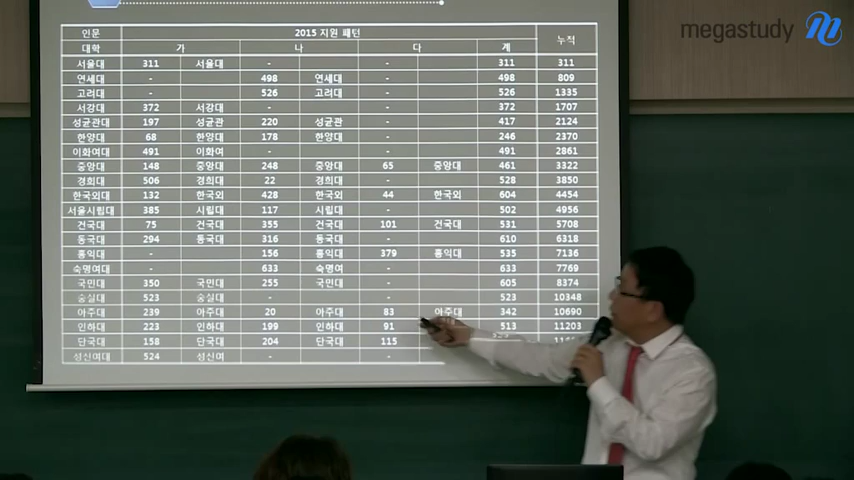 megastudy
인문 2015 지원 패턴 누적
대학 가 나 다 계
서울대 311 서울대 - - 311 311
연세대 - 498 연세대 - 498 809
고려대 - 526 고려대 - 526 1335
서강대 372 서강대 - - 372 1707
성균관대 197 성균관 220 성균관 - 417 2124
한양대 68 한양대 178 한양대 - 246 2370
이화여대 491 이화여 - - 491 2861
중앙대 148 중앙대 248 중앙대 65 중앙대 461 3322
경희대 506 경희대 22 경희대 - 528 3850
한국외대 132 한국외 428 한국외 44 한국외 604 4454
서울시립대 385 시립대 117 시립대 - 502 4956
건국대 75 건국대 355 건국대 101 건국대 531 5708
동국대 294 동국대 316 동국대 - 610 6318
홍익대 - 156 홍익대 379 홍익대 535 7136
숙명여대 - 633 숙명여 - 633 7769
국민대 350 국민대 255 국민대 - 605 8374
숭실대 523 숭실대 - - 523 10348
아주대 239 아주대 20 아주대 83 아주대 342 10690
인하대 223 인하대 199 인하대 91 513 11203
단국대 158 단국대 204 단국대 115
성신여대 524 성신여 - -